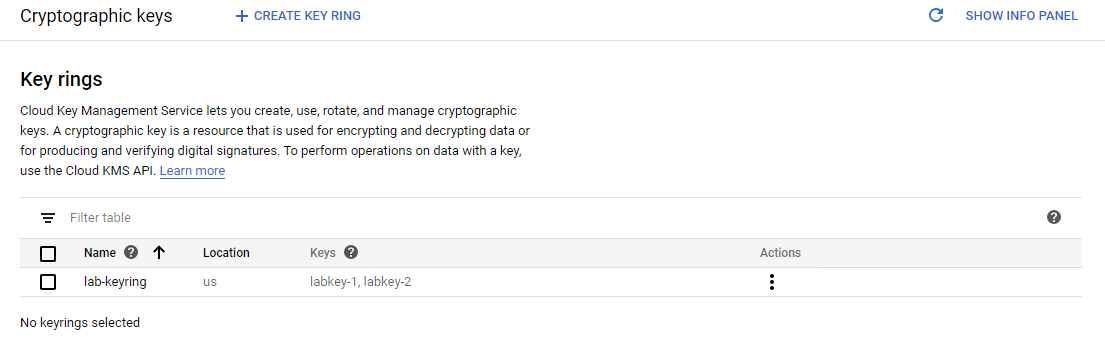 Cryptographic keys CREATE KEY RING SHOW INFO PANEL
Key rings
Cloud Key Management Service lets you create, use, rotate, and manage cryptographic
keys. A cryptographic key is a resource that is used for encrypting and decrypting data or
for producing and verifying digital signatures. To perform operations on data with a key,
use the Cloud KMS API. Learn more
Filter table
Name Location Keys Actions
lab-keyring us labkey-1, labkey-2
No keyrings selected